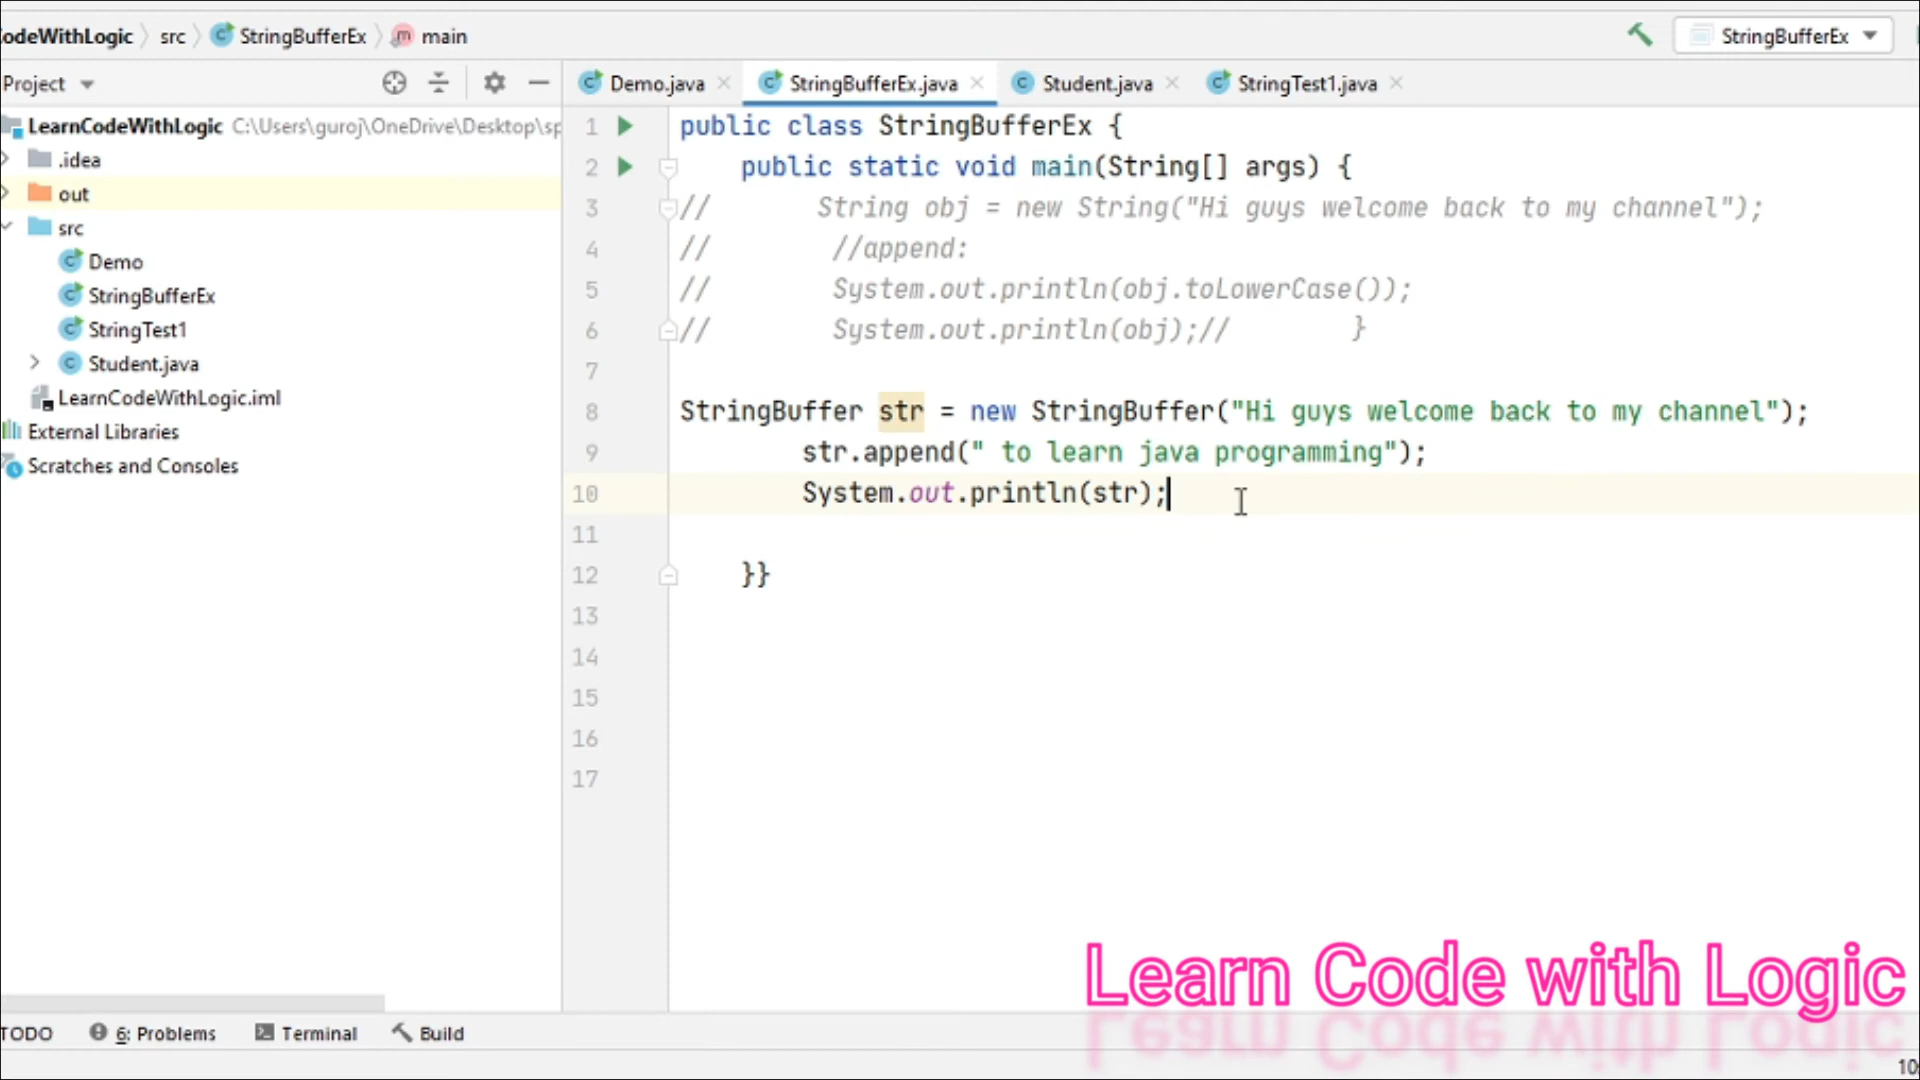 odeWithLogic src StringBufferEx main StringBufferEx
Project
Demo.java StringBufferEx.java Student.java StringTest1.java
LearnCodeWithLogic C:\Users\guroj\OneDrive\Desktop\sp
.idea
out
src
Demo
StringBufferEx
StringTest1
Student.java
LearnCodeWithLogic.iml
External Libraries
Scratches and Consoles
1 public class StringBufferEx {
2 public static void main(String[] args) {
3 // String obj = new String("Hi guys welcome back to my channel");
4 // //append:
5 // System.out.println(obj.toLowerCase());
6 // System.out.println(obj);// }
7
8 StringBuffer str = new StringBuffer("Hi guys welcome back to my channel");
9 str.append(" to learn java programming");
10 System.out.println(str);
11
12 }}
13
14
15
16
17
Learn Code with Logic
TODO 6: Problems Terminal Build
10